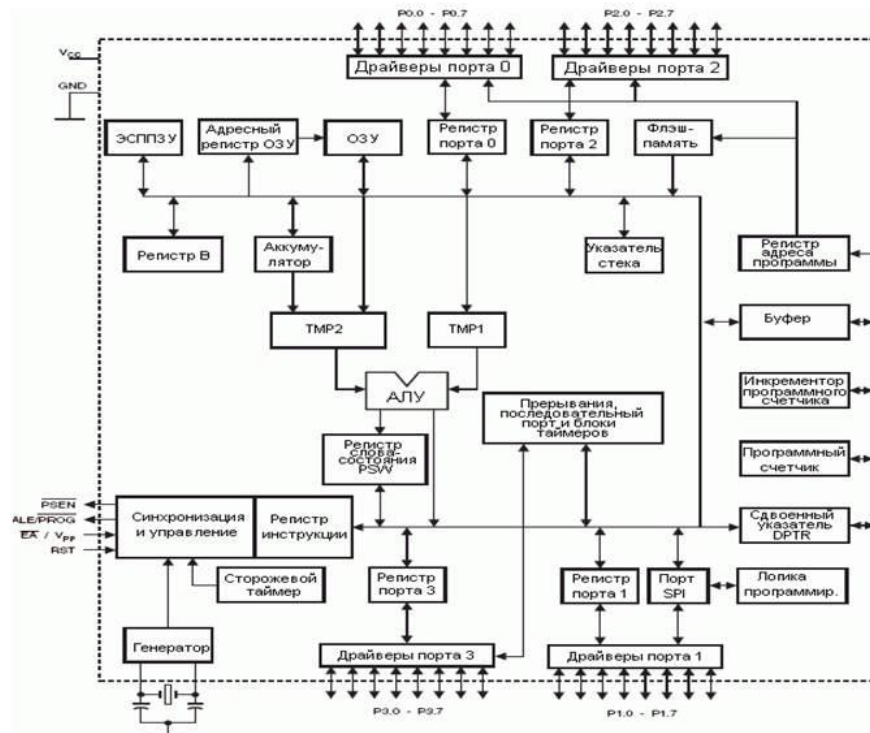 P0.0 - P0.7
P2.0 - P2.7
VCC
GND
Драйверы порта 0
Драйверы порта 2
ЭСППЗУ
Адресный
регистр ОЗУ
ОЗУ
Регистр
порта 0
Регистр
порта 2
Флэш-
память
Регистр В
Аккуму-
лятор
Указатель
стека
Регистр
адреса
программы
TMP2
TMP1
Буфер
АЛУ
Прерывания,
последовательный
порт и блоки
таймеров
Инкрементор
программного
счетчика
Регистр
слова-
состояния
PSW
Программный
счетчик
PSEN
ALE/PROG
EA / VPP
RST
Синхронизация
и управление
Регистр
инструкции
Сдвоенный
указатель
DPTR
Сторожевой
таймер
Регистр
порта 3
Регистр
порта 1
Порт
SPI
Логика
программир.
Генератор
Драйверы порта 3
Драйверы порта 1
P3.0 - P3.7
P1.0 - P1.7